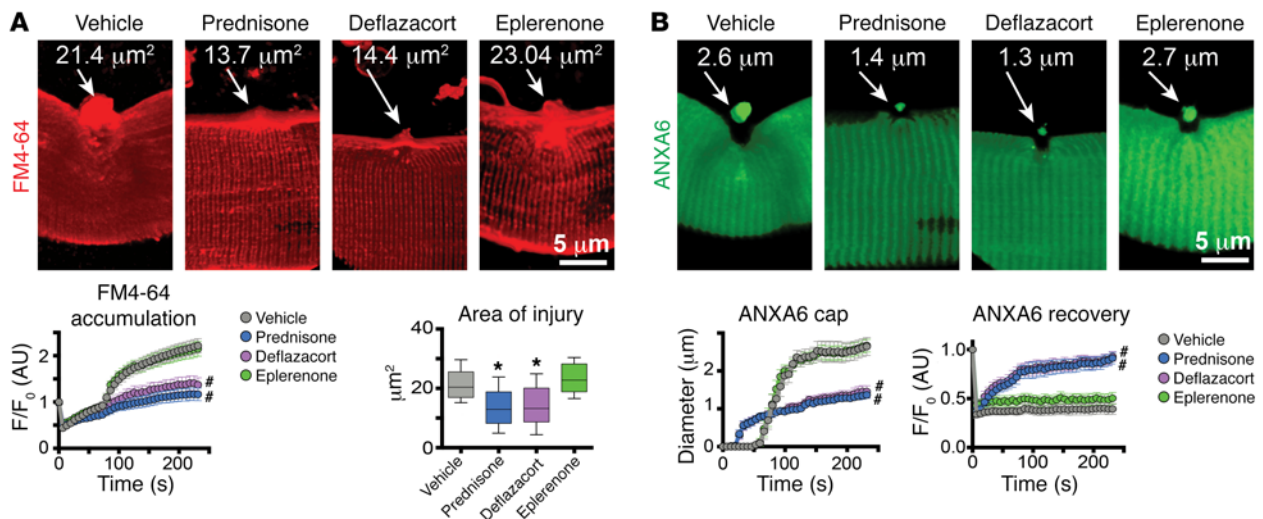 A
Vehicle Prednisone Deflazacort Eplerenone
21.4 μm² 13.7 μm² 14.4 μm² 23.04 μm²
FM4-64
5 μm
FM4-64
accumulation
F/F₀ (AU)
2
1
0
0 100 200
Time (s)
Vehicle
Prednisone
Deflazacort
Eplerenone
#
#
Area of injury
μm²
40
20
0
* *
Vehicle
Prednisone
Deflazacort
Eplerenone
B
Vehicle Prednisone Deflazacort Eplerenone
2.6 μm 1.4 μm 1.3 μm 2.7 μm
ANXA6
5 μm
ANXA6 cap
Diameter (μm)
3
2
1
0
0 100 200
Time (s)
#
#
ANXA6 recovery
F/F₀ (AU)
1.0
0.5
0.0
0 100 200
Time (s)
#
#
Vehicle
Prednisone
Deflazacort
Eplerenone